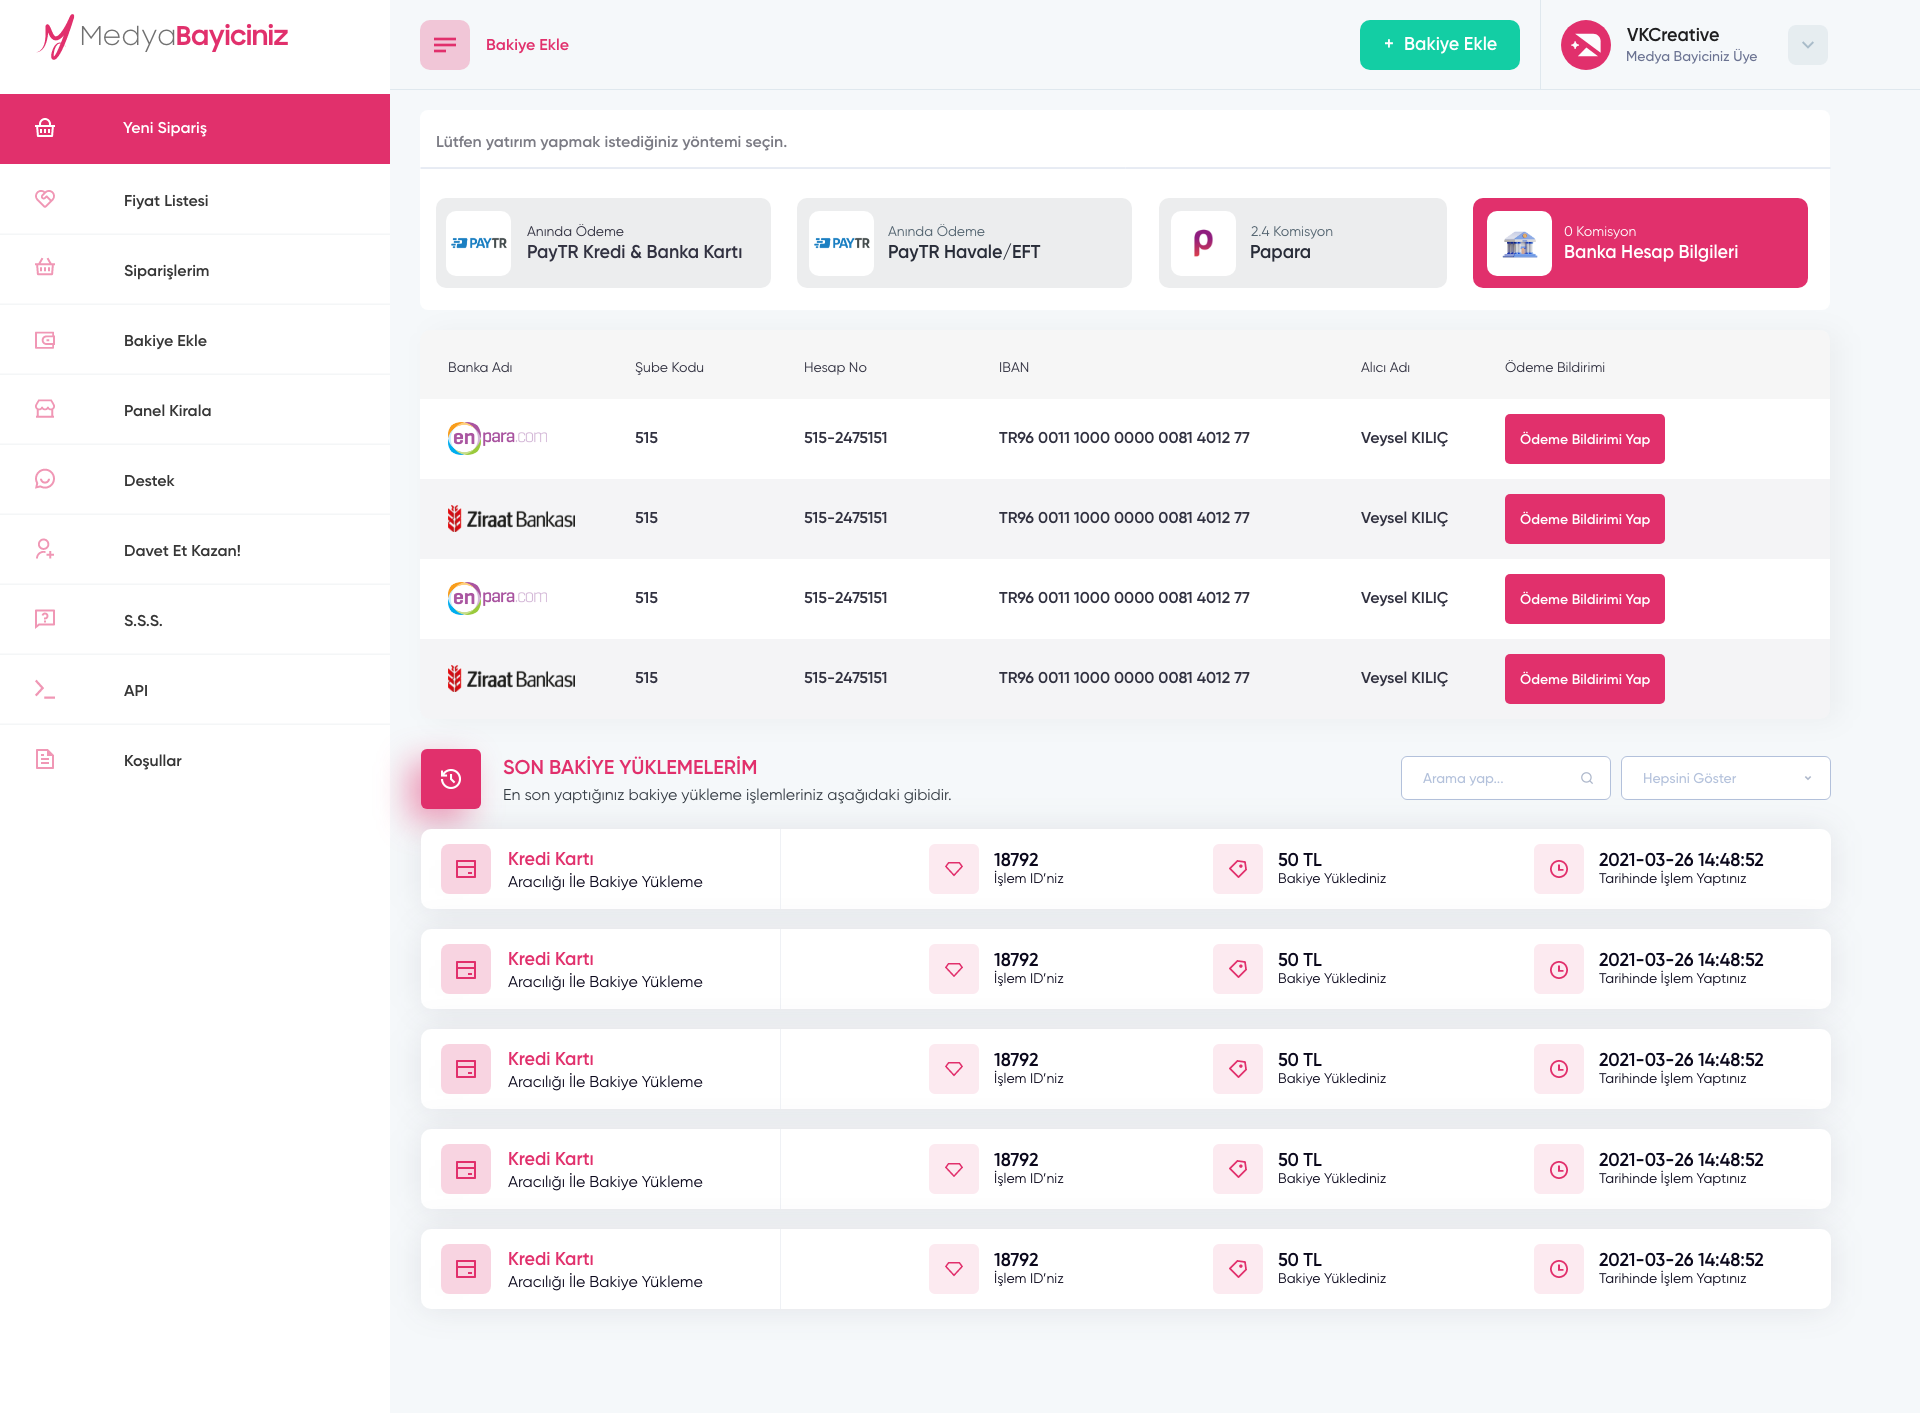 MedyaBayiciniz
Bakiye Ekle
+ Bakiye Ekle
VKCreative
Medya Bayiciniz Üye
Yeni Sipariş
Fiyat Listesi
Siparişlerim
Bakiye Ekle
Panel Kirala
Destek
Davet Et Kazan!
S.S.S.
API
Koşullar
Lütfen yatırım yapmak istediğiniz yöntemi seçin.
PAYTR
Anında Ödeme
PayTR Kredi & Banka Kartı
PAYTR
Anında Ödeme
PayTR Havale/EFT
p
2.4 Komisyon
Papara
0 Komisyon
Banka Hesap Bilgileri
Banka Adı Şube Kodu Hesap No IBAN Alıcı Adı Ödeme Bildirimi
enpara.com 515 515-2475151 TR96 0011 1000 0000 0081 4012 77 Veysel KILIÇ Ödeme Bildirimi Yap
Ziraat Bankası 515 515-2475151 TR96 0011 1000 0000 0081 4012 77 Veysel KILIÇ Ödeme Bildirimi Yap
enpara.com 515 515-2475151 TR96 0011 1000 0000 0081 4012 77 Veysel KILIÇ Ödeme Bildirimi Yap
Ziraat Bankası 515 515-2475151 TR96 0011 1000 0000 0081 4012 77 Veysel KILIÇ Ödeme Bildirimi Yap
SON BAKİYE YÜKLEMELERİM
En son yaptığınız bakiye yükleme işlemleriniz aşağıdaki gibidir.
Arama yap...
Hepsini Göster
Kredi Kartı 18792 50 TL 2021-03-26 14:48:52
Aracılığı İle Bakiye Yükleme İşlem ID'niz Bakiye Yüklediniz Tarihinde İşlem Yaptınız
Kredi Kartı 18792 50 TL 2021-03-26 14:48:52
Aracılığı İle Bakiye Yükleme İşlem ID'niz Bakiye Yüklediniz Tarihinde İşlem Yaptınız
Kredi Kartı 18792 50 TL 2021-03-26 14:48:52
Aracılığı İle Bakiye Yükleme İşlem ID'niz Bakiye Yüklediniz Tarihinde İşlem Yaptınız
Kredi Kartı 18792 50 TL 2021-03-26 14:48:52
Aracılığı İle Bakiye Yükleme İşlem ID'niz Bakiye Yüklediniz Tarihinde İşlem Yaptınız
Kredi Kartı 18792 50 TL 2021-03-26 14:48:52
Aracılığı İle Bakiye Yükleme İşlem ID'niz Bakiye Yüklediniz Tarihinde İşlem Yaptınız